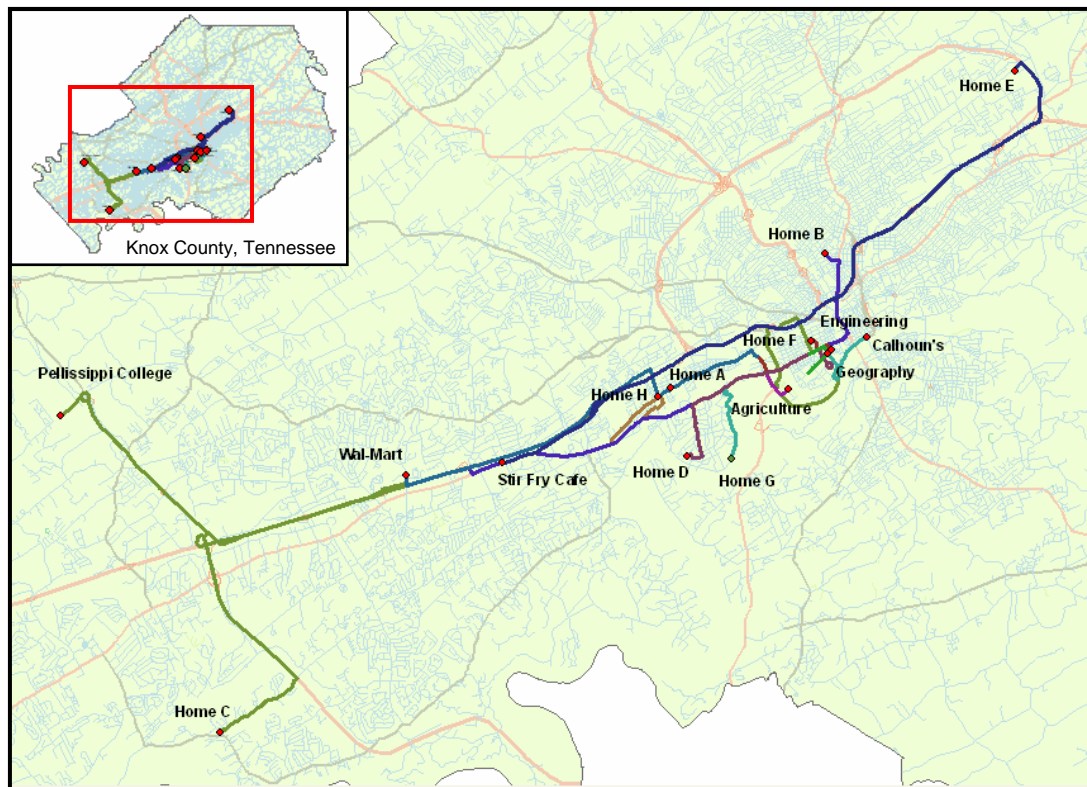 Knox County, Tennessee
Home E
Home B
Engineering
Home F
Calhoun's
Pellissippi College
Home A
Geography
Home H
Agriculture
Wal-Mart
Stir Fry Cafe
Home D
Home G
Home C